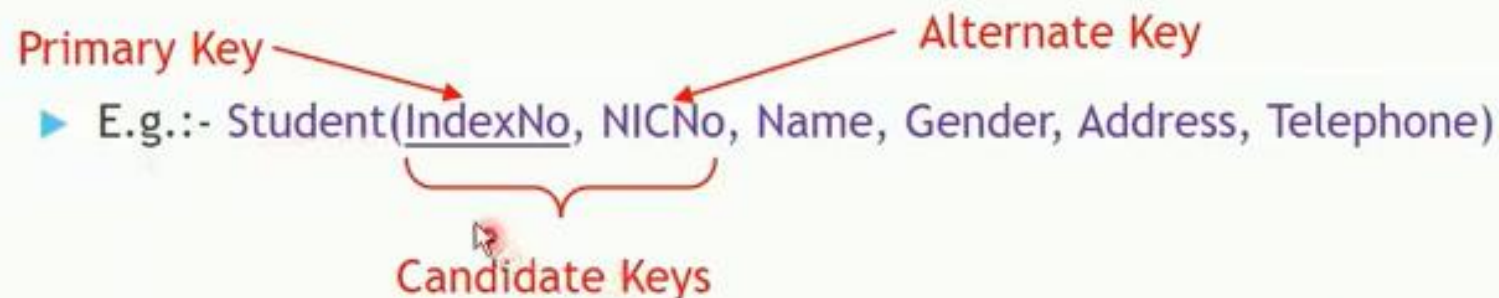 Primary Key
Alternate Key
E.g.:- Student(IndexNo, NICNo, Name, Gender, Address, Telephone)
Candidate Keys